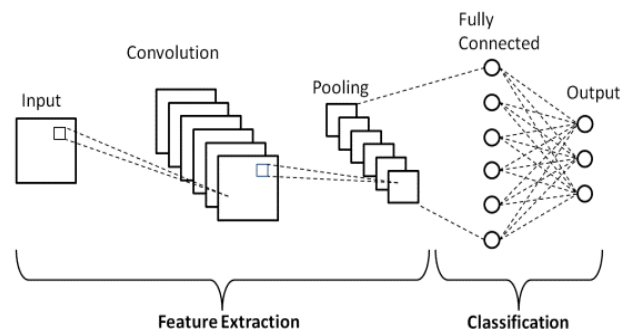 Input
Convolution
Pooling
Fully
Connected
Output
Feature Extraction
Classification